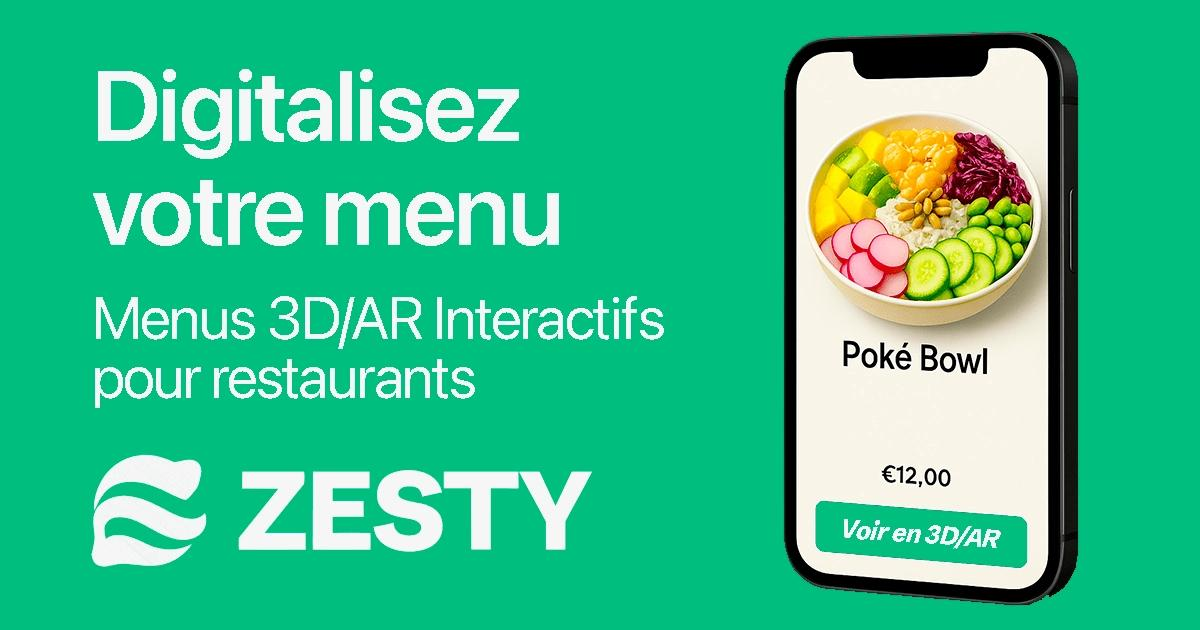 Digitalisez
votre menu
Menus 3D/AR Interactifs
pour restaurants
ZESTY
Poké Bowl
€12,00
Voir en 3D/AR